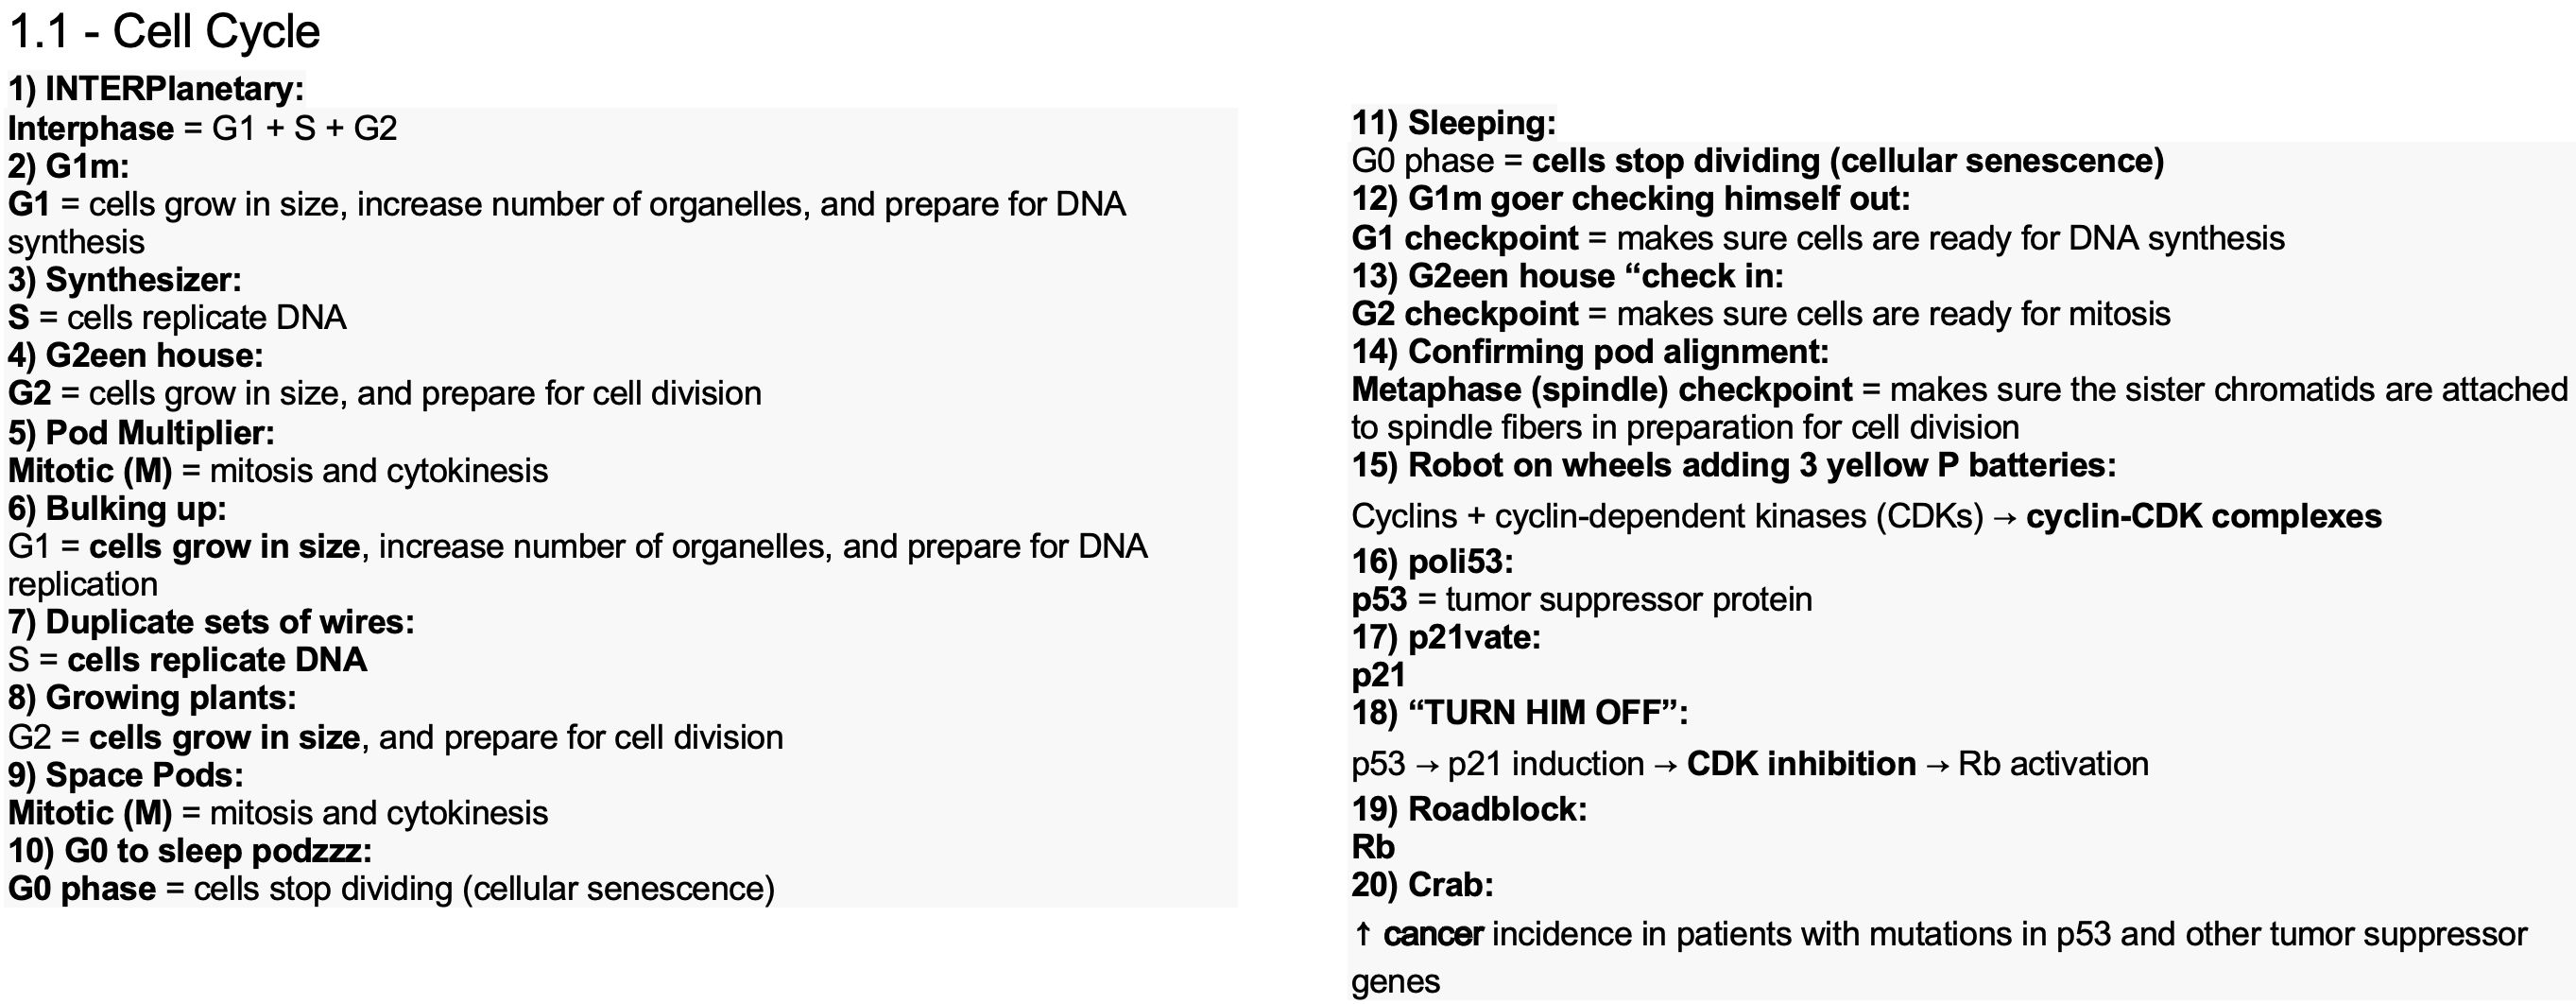 1.1 - Cell Cycle
1) INTERPlanetary:
Interphase = G1 + S + G2
2) G1m:
G1 = cells grow in size, increase number of organelles, and prepare for DNA
synthesis
3) Synthesizer:
S = cells replicate DNA
4) G2een house:
G2 = cells grow in size, and prepare for cell division
5) Pod Multiplier:
Mitotic (M) = mitosis and cytokinesis
6) Bulking up:
G1 = cells grow in size, increase number of organelles, and prepare for DNA
replication
7) Duplicate sets of wires:
S = cells replicate DNA
8) Growing plants:
G2 = cells grow in size, and prepare for cell division
9) Space Pods:
Mitotic (M) = mitosis and cytokinesis
10) G0 to sleep podzzz:
G0 phase = cells stop dividing (cellular senescence)
11) Sleeping:
G0 phase = cells stop dividing (cellular senescence)
12) G1m goer checking himself out:
G1 checkpoint = makes sure cells are ready for DNA synthesis
13) G2een house “check in:
G2 checkpoint = makes sure cells are ready for mitosis
14) Confirming pod alignment:
Metaphase (spindle) checkpoint = makes sure the sister chromatids are attached
to spindle fibers in preparation for cell division
15) Robot on wheels adding 3 yellow P batteries:
Cyclins + cyclin-dependent kinases (CDKs) → cyclin-CDK complexes
16) poli53:
p53 = tumor suppressor protein
17) p21vate:
p21
18) “TURN HIM OFF”:
p53 → p21 induction → CDK inhibition → Rb activation
19) Roadblock:
Rb
20) Crab:
↑ cancer incidence in patients with mutations in p53 and other tumor suppressor
genes